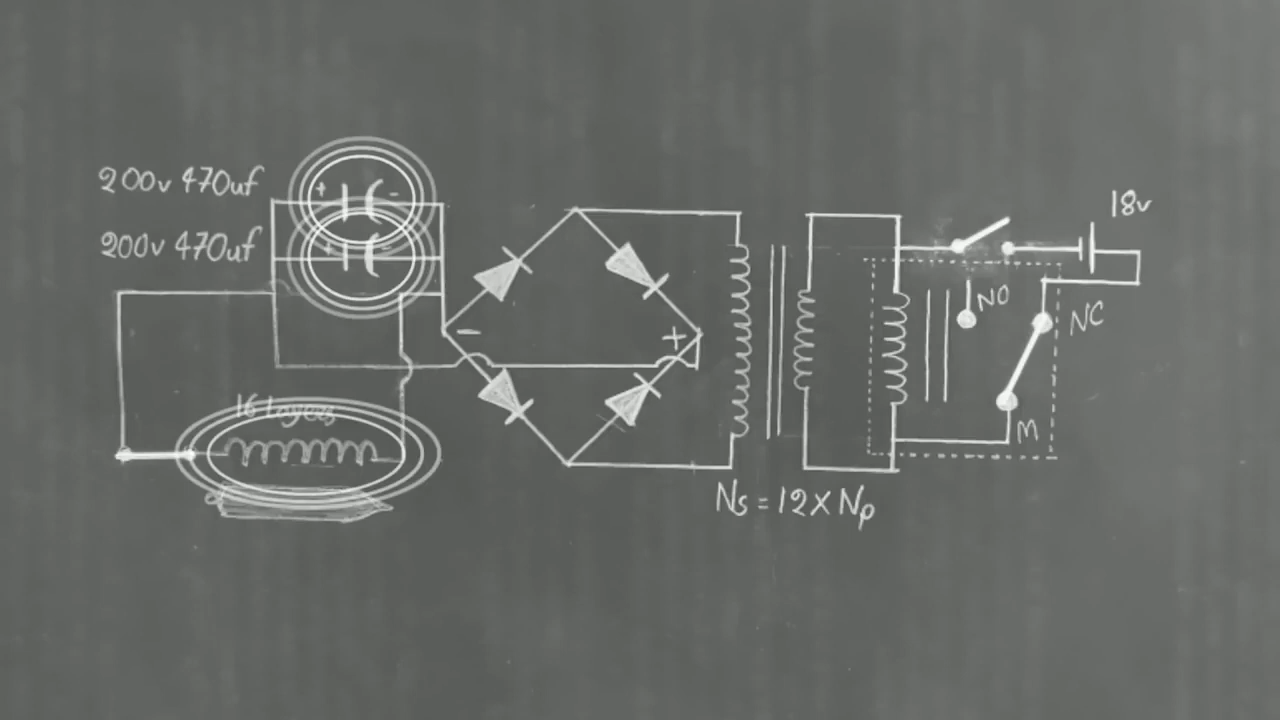 200v 470uf
+ -
200v 470uf
+ -
18v
NO
NC
- +
16 Layers
M
Ns = 12 X Np